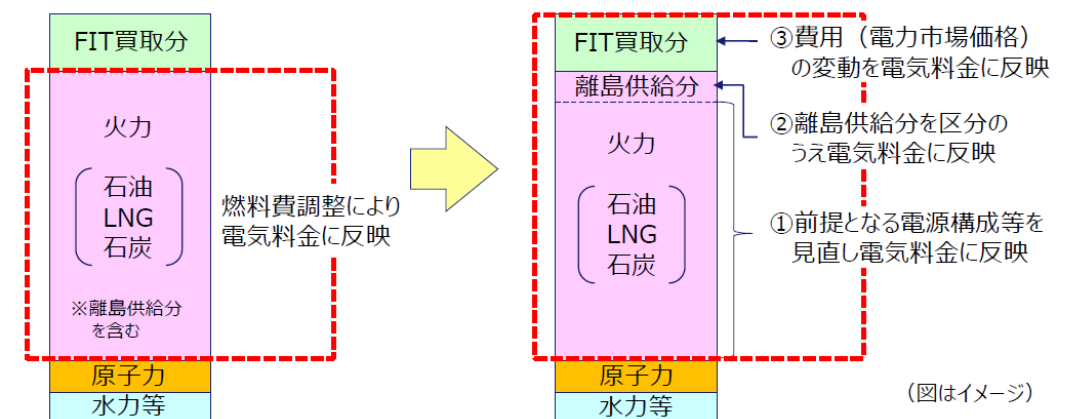 FIT買取分
火力
石油
LNG
石炭
※離島供給分
を含む
原子力
水力等
燃料費調整により
電気料金に反映
FIT買取分
離島供給分
火力
石油
LNG
石炭
原子力
水力等
③費用（電力市場価格）
の変動を電気料金に反映
②離島供給分を区分の
うえ電気料金に反映
①前提となる電源構成等を
見直し電気料金に反映
（図はイメージ）